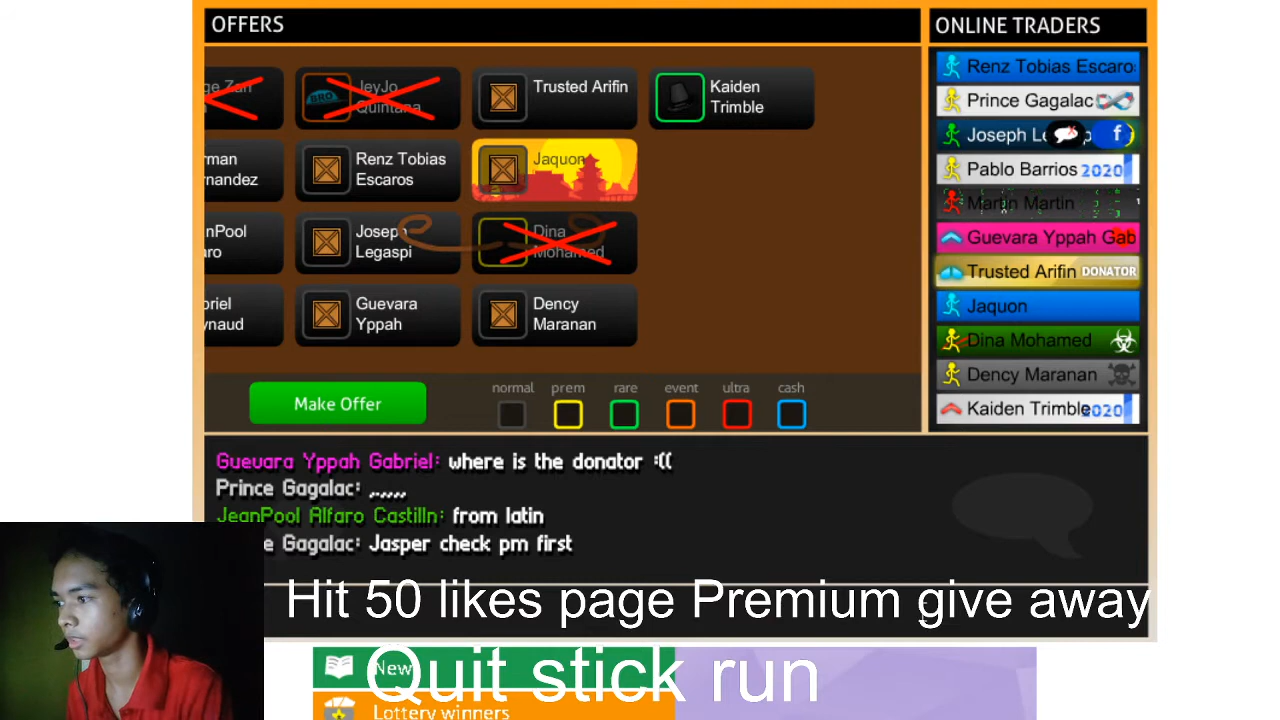 OFFERS
JeyJo
Quintana
Trusted Arifin
Kaiden
Trimble
Renz Tobias
Escaros
Jaquon
Joseph
Legaspi
Dina
Mohamed
Guevara
Yppah
Dency
Maranan
Make Offer
normal prem rare event ultra cash
ONLINE TRADERS
Renz Tobias Escaros
Prince Gagalac
Pablo Barrios 2020
Martin Martin
Guevara Yppah Gab
Trusted Arifin DONATOR
Jaquon
Dina Mohamed
Dency Maranan
Kaiden Trimble 2020
Guevara Yppah Gabriel: where is the donator :((
Prince Gagalac: ,.,,,,
JeanPool Alfaro Castilln: from latin
e Gagalac: Jasper check pm first
Hit 50 likes page Premium give away
New
Quit stick run
Lottery winners